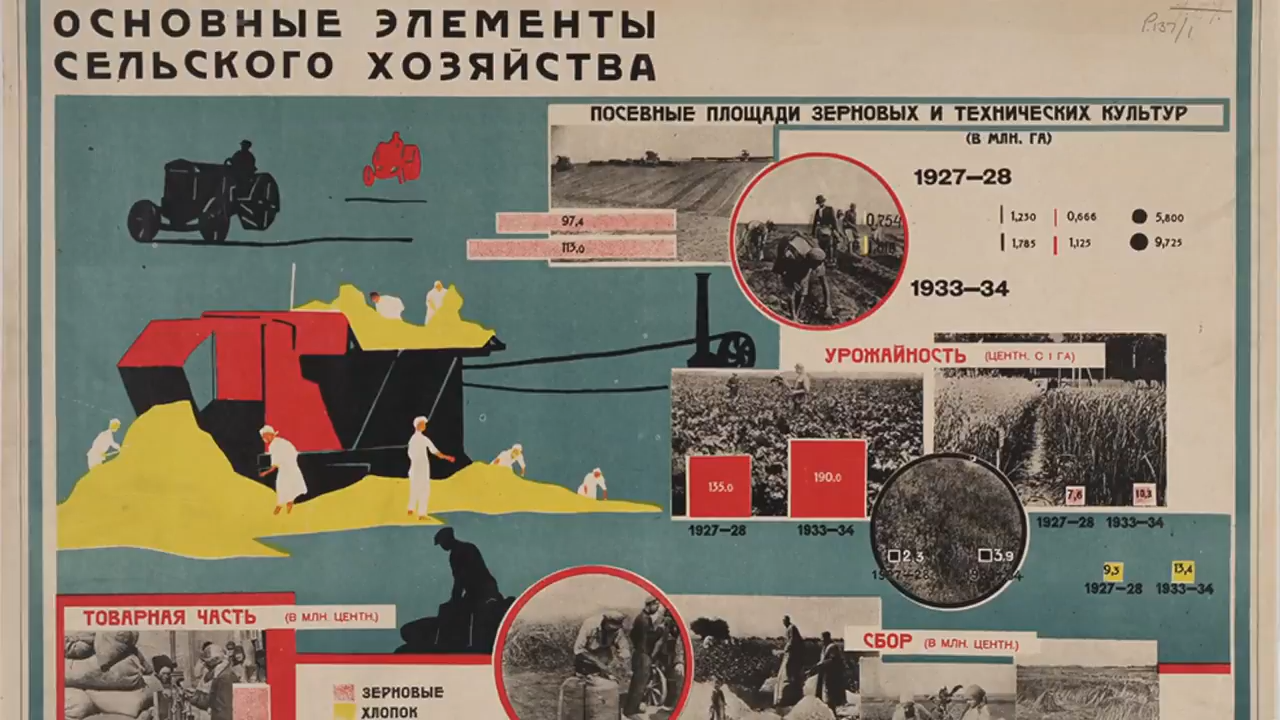 ОСНОВНЫЕ ЭЛЕМЕНТЫ
СЕЛЬСКОГО ХОЗЯЙСТВА
Р.137/1
ПОСЕВНЫЕ ПЛОЩАДИ ЗЕРНОВЫХ И ТЕХНИЧЕСКИХ КУЛЬТУР
(В МЛН. ГА)
1927—28
97,4
0,754
1,230 0,666 5,800
113,0
1,785 1,125 9,725
1933—34
УРОЖАЙНОСТЬ (ЦЕНТН. С 1 ГА)
135.0
190.0
7,6
10,3
1927—28 1933—34
1927—28 1933—34
2,3
3.9
9,3
13,4
1927—28 1933—34
ТОВАРНАЯ ЧАСТЬ (В МЛН. ЦЕНТН.)
СБОР (В МЛН. ЦЕНТН.)
ЗЕРНОВЫЕ
ХЛОПОК